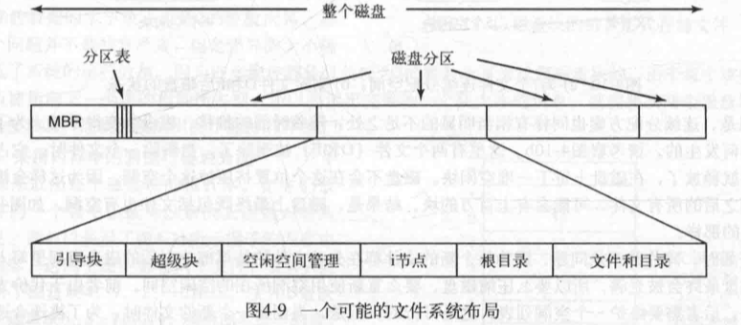 整个磁盘
分区表
磁盘分区
MBR
引导块
超级块
空闲空间管理
i节点
根目录
文件和目录
图4-9 一个可能的文件系统布局